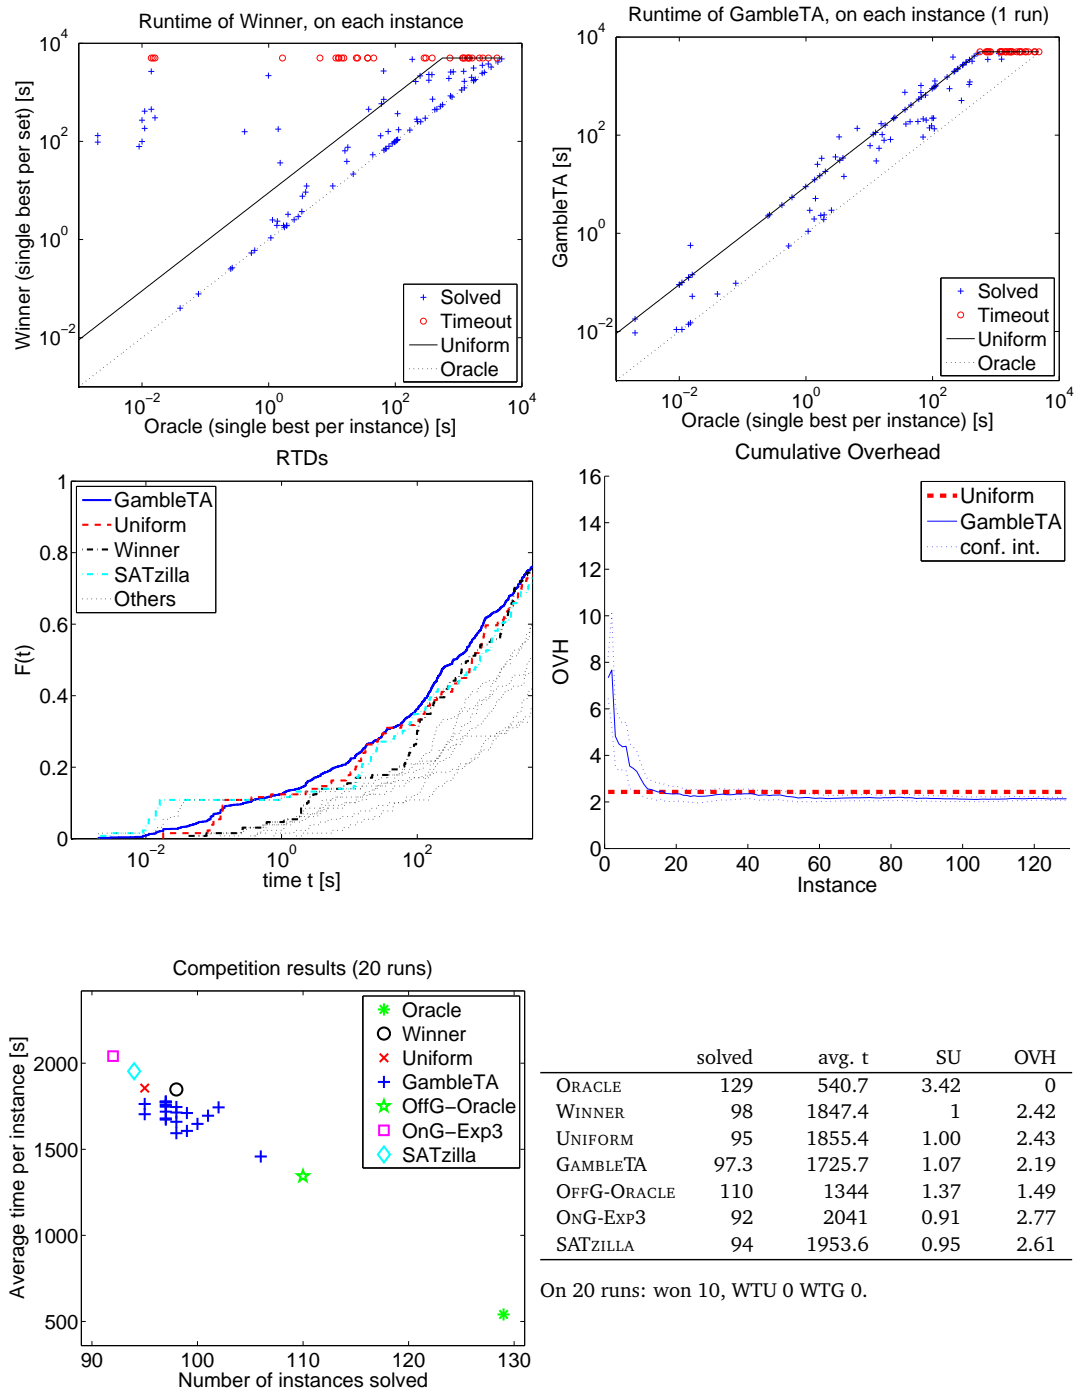 Runtime of Winner, on each instance
10^4
10^2
10^0
10^−2
Winner (single best per set) [s]
Solved
Timeout
Uniform
Oracle
10^−2 10^0 10^2 10^4
Oracle (single best per instance) [s]
Runtime of GambleTA, on each instance (1 run)
10^4
10^2
10^0
10^−2
GambleTA [s]
Solved
Timeout
Uniform
Oracle
10^−2 10^0 10^2 10^4
Oracle (single best per instance) [s]
RTDs
1
0.8
0.6
0.4
0.2
0
F(t)
GambleTA
Uniform
Winner
SATzilla
Others
10^−2 10^0 10^2
time t [s]
Cumulative Overhead
16
14
12
10
8
6
4
2
0
OVH
Uniform
GambleTA
conf. int.
0 20 40 60 80 100 120
Instance
Competition results (20 runs)
2000
1500
1000
500
Average time per instance [s]
Oracle
Winner
Uniform
GambleTA
OffG−Oracle
OnG−Exp3
SATzilla
90 100 110 120 130
Number of instances solved
solved avg. t SU OVH
ORACLE 129 540.7 3.42 0
WINNER 98 1847.4 1 2.42
UNIFORM 95 1855.4 1.00 2.43
GAMBLETA 97.3 1725.7 1.07 2.19
OFFG-ORACLE 110 1344 1.37 1.49
ONG-EXP3 92 2041 0.91 2.77
SATZILLA 94 1953.6 0.95 2.61
On 20 runs: won 10, WTU 0 WTG 0.